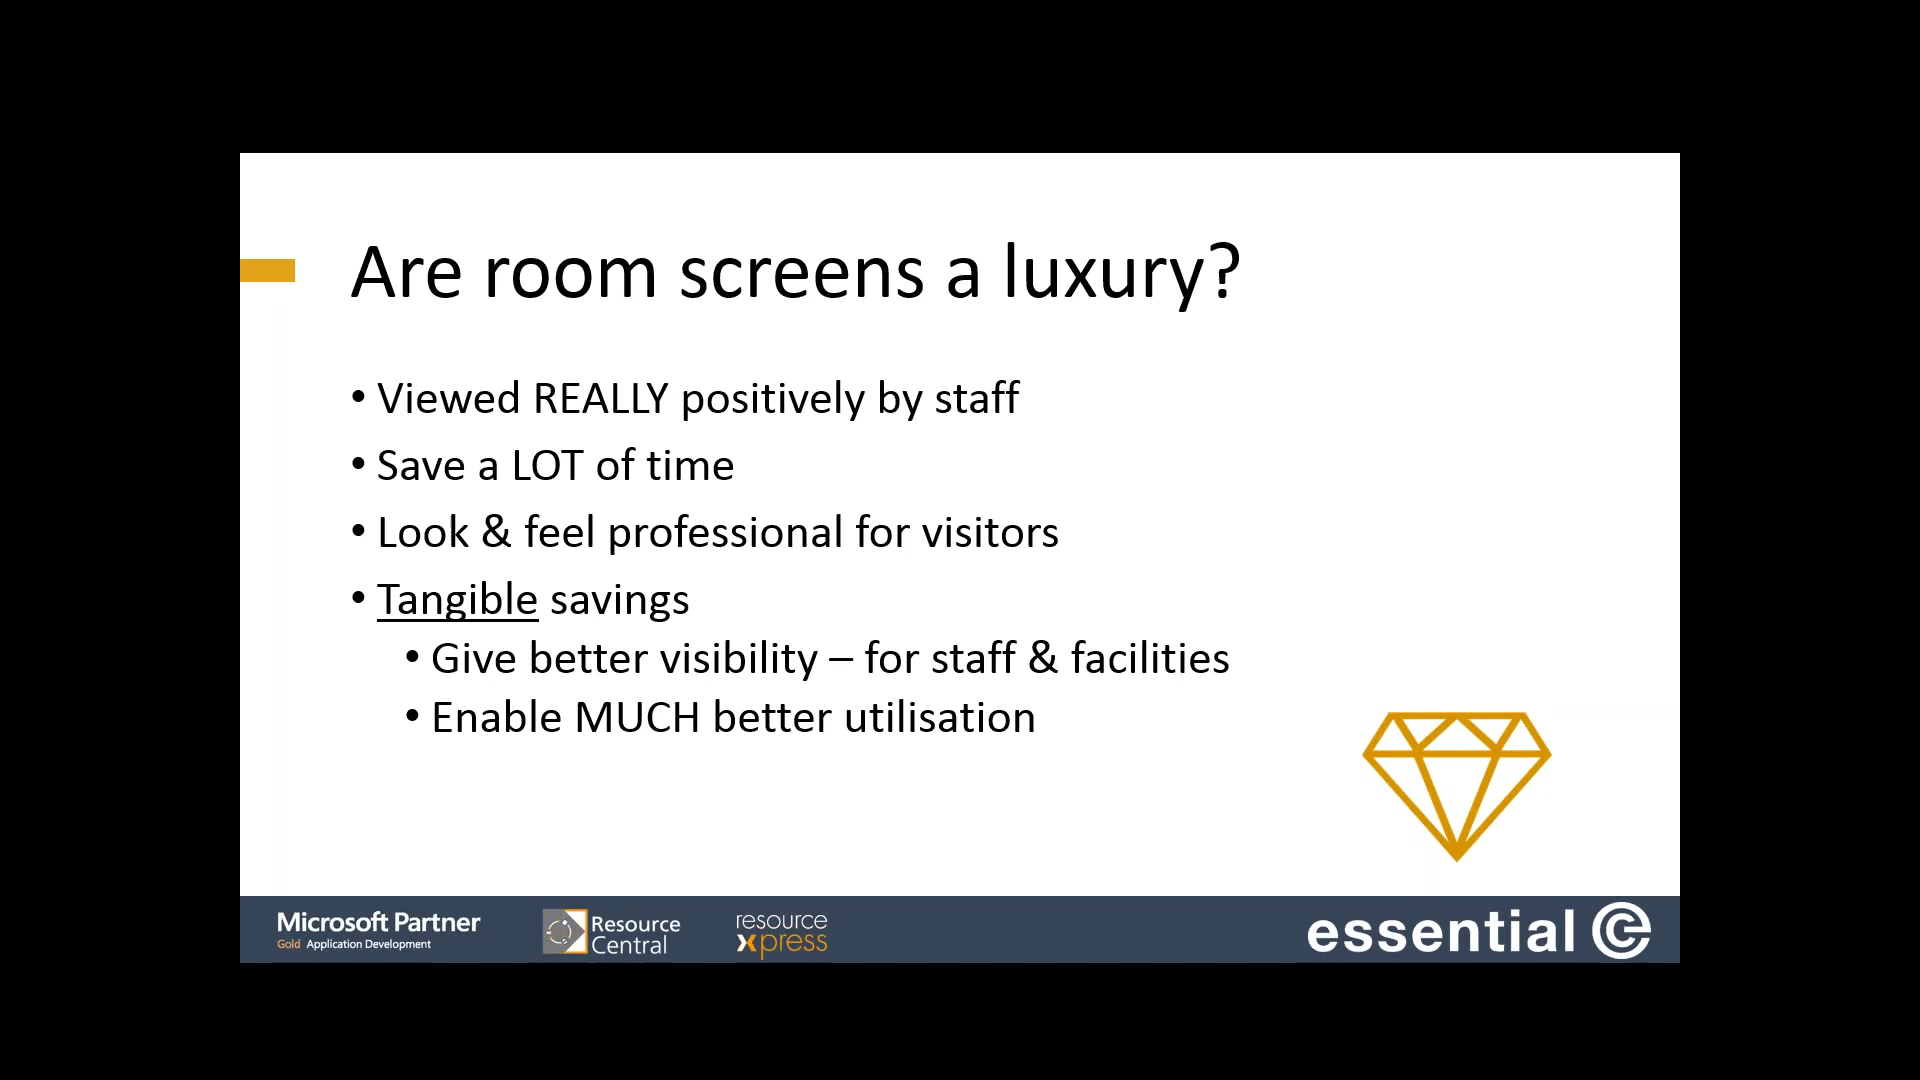 Are room screens a luxury?
• Viewed REALLY positively by staff
• Save a LOT of time
• Look & feel professional for visitors
• Tangible savings
• Give better visibility – for staff & facilities
• Enable MUCH better utilisation
Microsoft Partner
Gold Application Development
Resource
Central
resource
xpress
essential